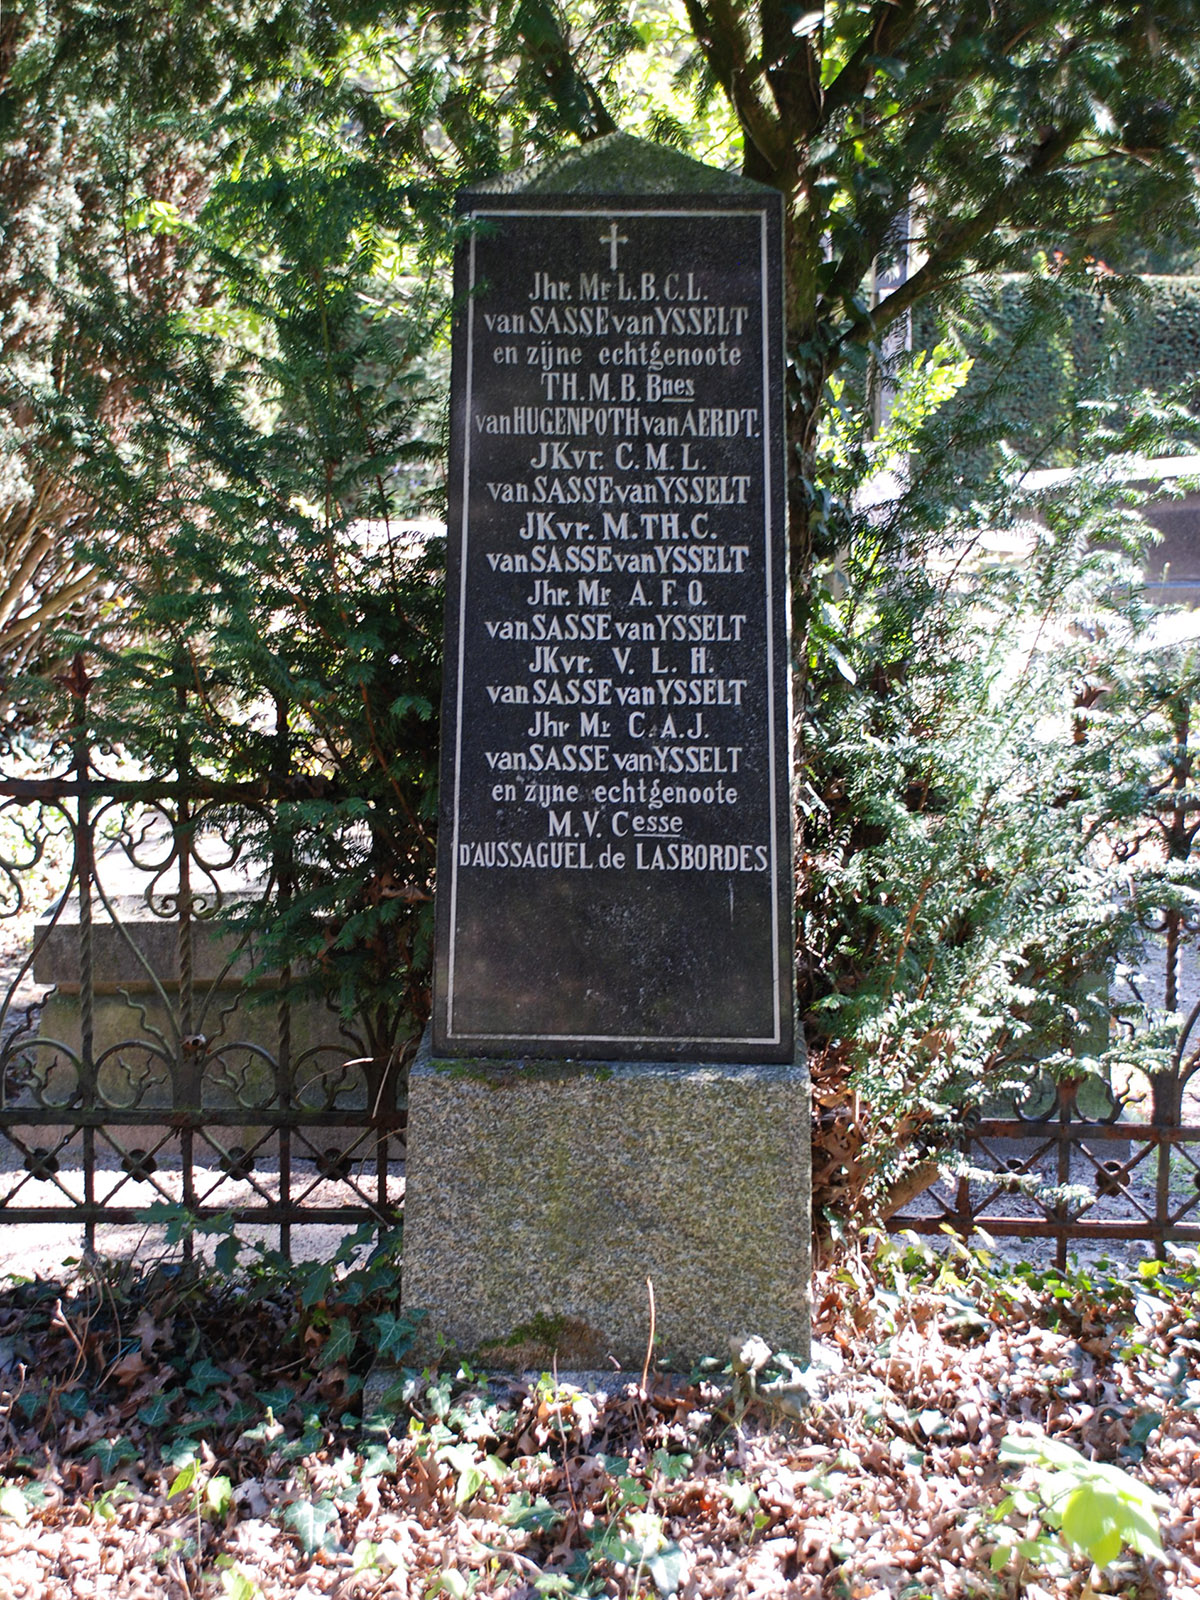 Jhr. Mr L.B.C.L.
van SASSE van YSSELT
en zijne echtgenoote
TH.M.B. Bnes
van HUGENPOTH van AERDT.
JKvr. C.M.L.
van SASSE van YSSELT
JKvr. M.TH.C.
van SASSE van YSSELT
Jhr. Mr A.F.O.
van SASSE van YSSELT
JKvr. V.L.H.
van SASSE van YSSELT
Jhr Mr C.A.J.
van SASSE van YSSELT
en zijne echtgenoote
M.V. Cesse
D'AUSSAGUEL de LASBORDES